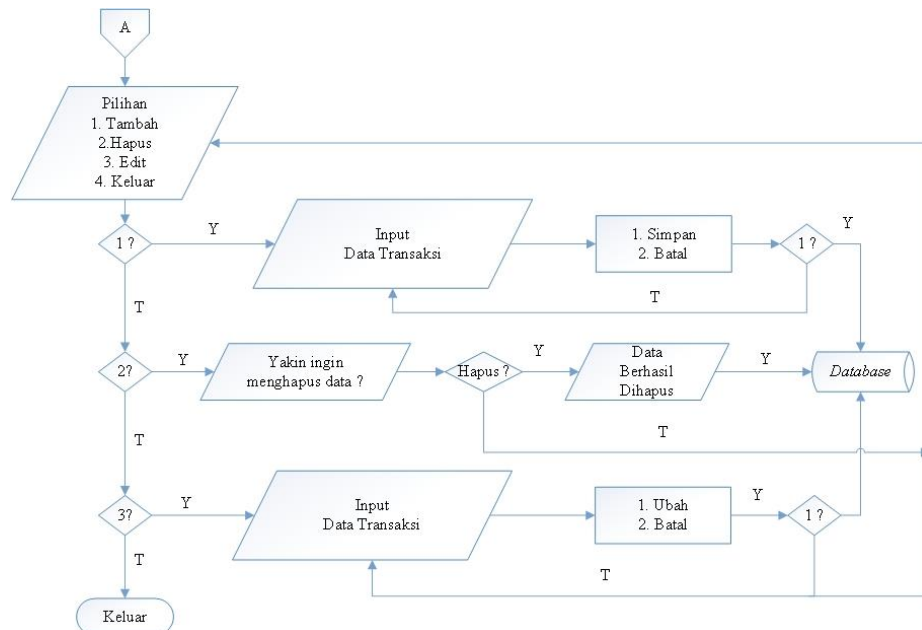 A
Pilihan
1. Tambah
2.Hapus
3. Edit
4. Keluar
1 ?
Y
Input
Data Transaksi
1. Simpan
2. Batal
1 ?
Y
T
T
2?
Y
Yakin ingin
menghapus data ?
Hapus ?
Y
Data
Berhasil
Dihapus
Y
Database
T
T
3?
Y
Input
Data Transaksi
1. Ubah
2. Batal
Y
1 ?
T
T
Keluar